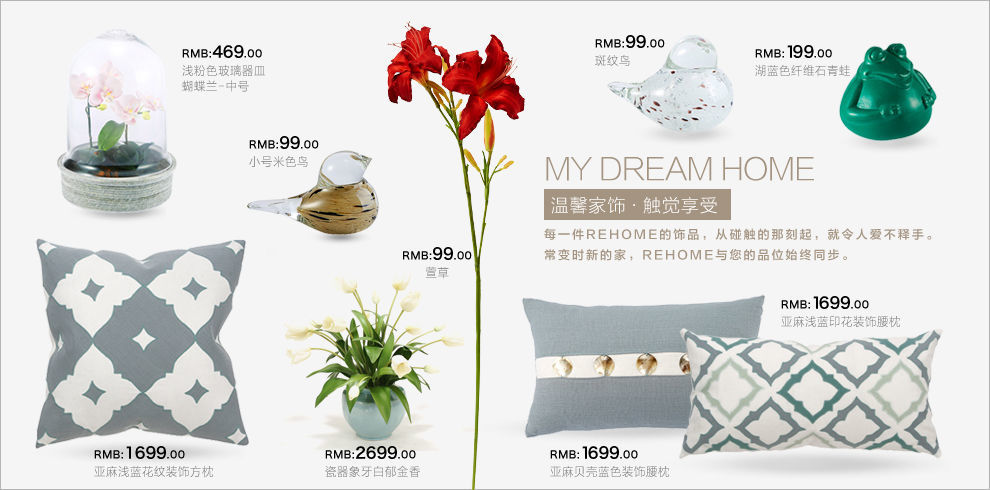 RMB:469.00
浅粉色玻璃器皿
蝴蝶兰-中号
RMB:99.00
小号米色鸟
RMB:99.00
斑纹鸟
RMB:199.00
湖蓝色纤维石青蛙
MY DREAM HOME
温馨家饰·触觉享受
每一件REHOME的饰品，从碰触的那刻起，就令人爱不释手。
常变时新的家，REHOME与您的品位始终同步。
RMB:99.00
萱草
RMB:1699.00
亚麻浅蓝印花装饰腰枕
RMB:1699.00
亚麻浅蓝花纹装饰方枕
RMB:2699.00
瓷器象牙白郁金香
RMB:1699.00
亚麻贝壳蓝色装饰腰枕